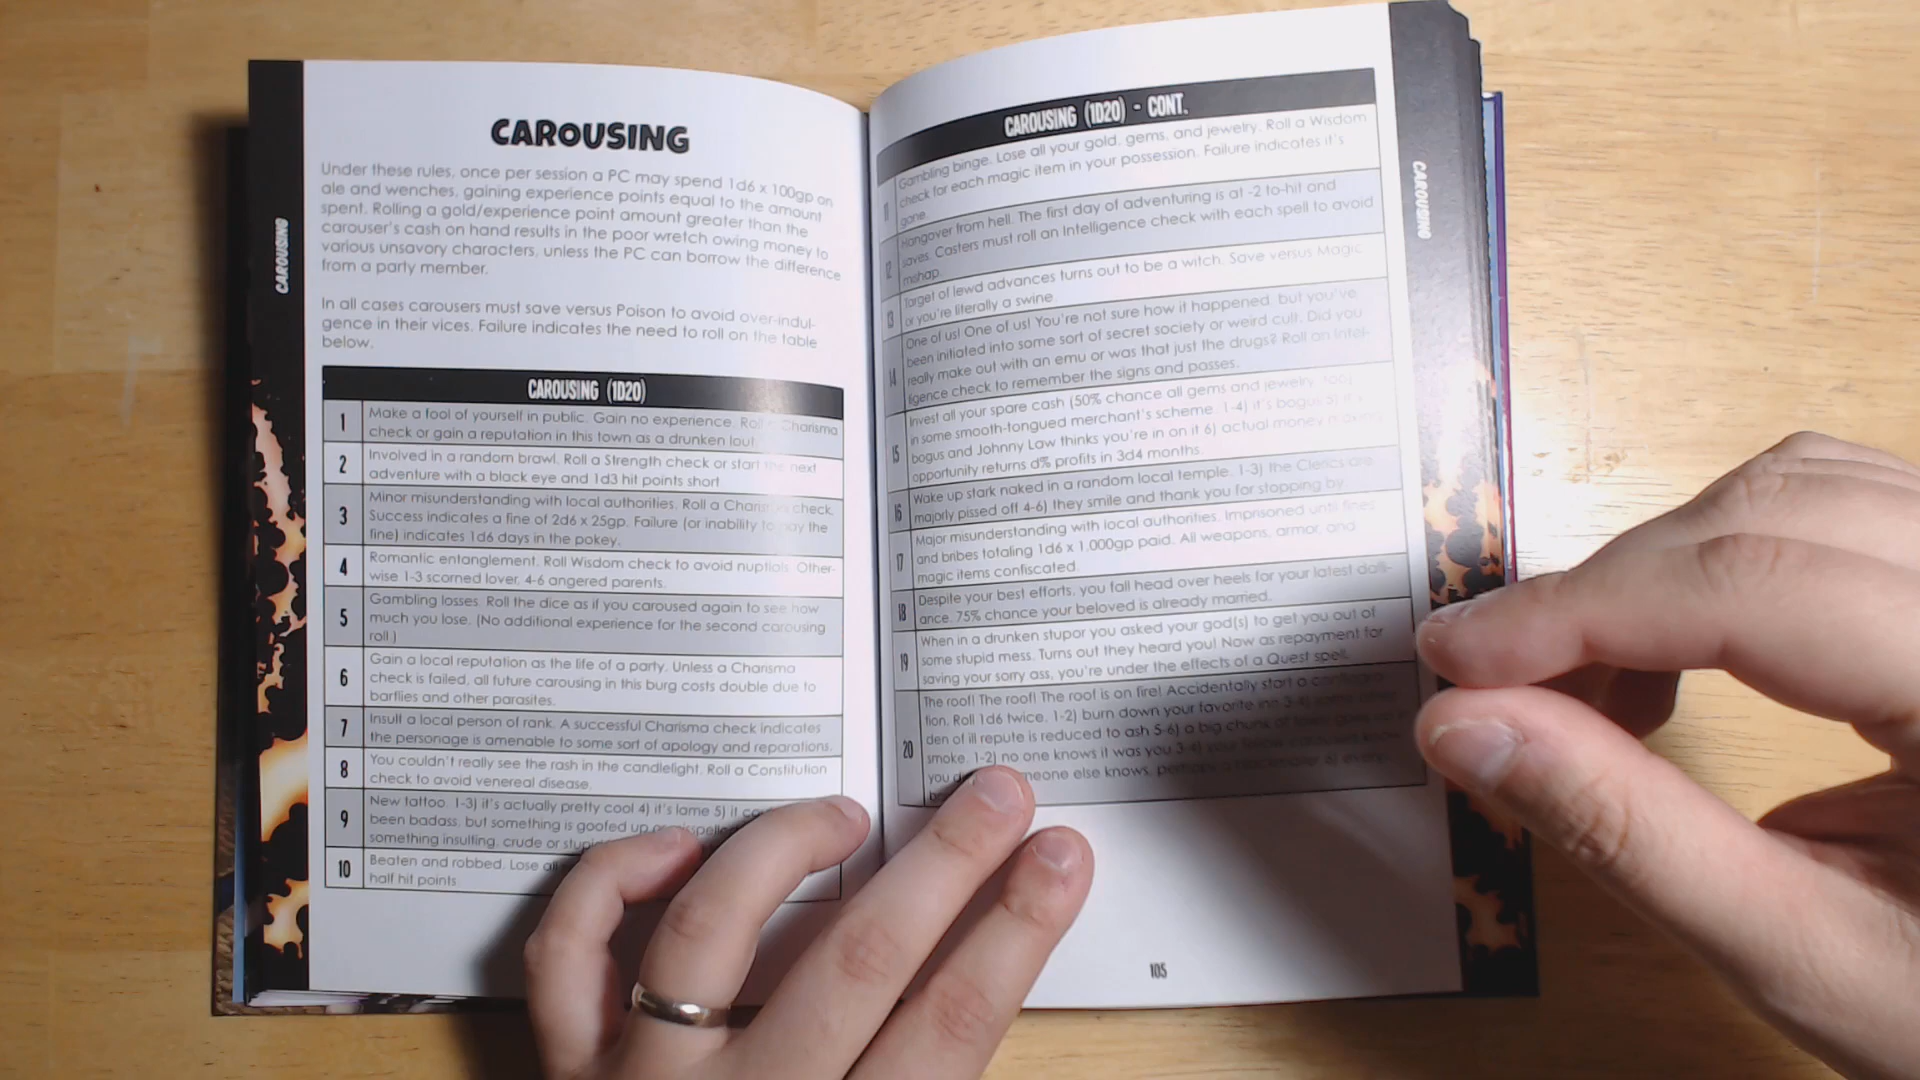 CAROUSING
CAROUSING
Under these rules, once per session a PC may spend 1d6 x 100gp on
ale and wenches, gaining experience points equal to the amount
spent. Rolling a gold/experience point amount greater than the
carouser's cash on hand results in the poor wretch owing money to
various unsavory characters, unless the PC can borrow the difference
from a party member.
In all cases carousers must save versus Poison to avoid over-indul-
gence in their vices. Failure indicates the need to roll on the table
below.
CAROUSING (1D20)
1 Make a fool of yourself in public. Gain no experience. Roll a Charisma
check or gain a reputation in this town as a drunken lout.
2 Involved in a random brawl. Roll a Strength check or start the next
adventure with a black eye and 1d3 hit points short
3 Minor misunderstanding with local authorities. Roll a Charisma check.
Success indicates a fine of 2d6 x 25gp. Failure (or inability to pay the
fine) indicates 1d6 days in the pokey.
4 Romantic entanglement. Roll Wisdom check to avoid nuptials. Other-
wise 1-3 scorned lover, 4-6 angered parents.
5 Gambling losses. Roll the dice as if you caroused again to see how
much you lose. (No additional experience for the second carousing
roll.)
6 Gain a local reputation as the life of a party. Unless a Charisma
check is failed, all future carousing in this burg costs double due to
barflies and other parasites.
7 Insult a local person of rank. A successful Charisma check indicates
the personage is amenable to some sort of apology and reparations.
8 You couldn't really see the rash in the candlelight. Roll a Constitution
check to avoid venereal disease.
9 New tattoo. 1-3) it's actually pretty cool 4) it's lame 5) it
been badass, but something is goofed up
something insulting, crude or
10 Beaten and robbed. Lose
half hit points
CAROUSING (1D20) - CONT.
11 Gambling binge. Lose all your gold, gems, and jewelry. Roll a Wisdom
check for each magic item in your possession. Failure indicates it's
gone.
12 Hangover from hell. The first day of adventuring is at -2 to-hit and
saves. Casters must roll an Intelligence check with each spell to avoid
mishap.
13 Target of lewd advances turns out to be a witch. Save versus Magic
or you're literally a swine.
14 One of us! One of us! You're not sure how it happened, but you've
been initiated into some sort of secret society or weird cult. Did you
really make out with an emu or was that just the drugs? Roll an Intel-
ligence check to remember the signs and passes.
15 Invest all your spare cash (50% chance all gems and jewelry, too)
in some smooth-tongued merchant's scheme. 1-4) it's bogus 5) it's
bogus and Johnny Law thinks you're in on it 6) actual money making
opportunity returns d% profits in 3d4 months.
16 Wake up stark naked in a random local temple. 1-3) the Clerics are
majorly pissed off 4-6) they smile and thank you for stopping by
17 Major misunderstanding with local authorities. Imprisoned until fines
and bribes totaling 1d6 x 1,000gp paid. All weapons, armor, and
magic items confiscated.
18 Despite your best efforts, you fall head over heels for your latest dalli-
ance. 75% chance your beloved is already married.
19 When in a drunken stupor you asked your god(s) to get you out of
some stupid mess. Turns out they heard you! Now as repayment for
saving your sorry ass, you're under the effects of a Quest spell.
20 The roof! The roof! The roof is on fire! Accidentally start a conflagra-
tion. Roll 1d6 twice. 1-2) burn down your favorite inn 3-4) some other
den of ill repute is reduced to ash 5-6) a big chunk of town goes up in
smoke. 1-2) no one knows it was you 3-4) your fellow carousers know
you someone else knows, perhaps a blackmailer 6)
105
CAROUSING